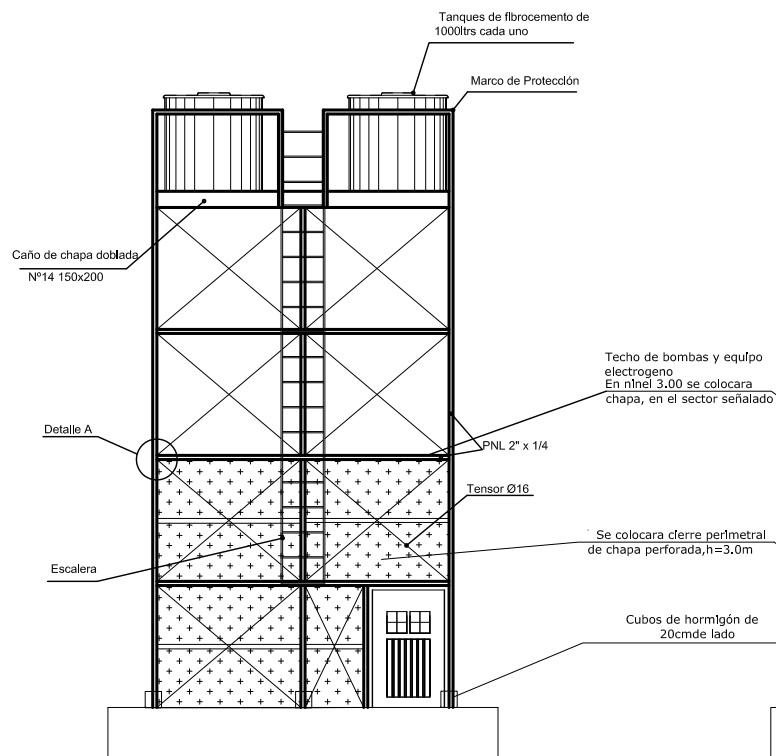 Tanques de fibrocemento de
1000ltrs cada uno
Marco de Protección
Caño de chapa doblada
Nº14 150x200
Techo de bombas y equipo
electrogeno
En ninel 3.00 se colocara
chapa, en el sector señalado
Detalle A
PNL 2" x 1/4
Tensor Ø16
Se colocara cierre perimetral
de chapa perforada,h=3.0m
Escalera
Cubos de hormigón de
20cmde lado